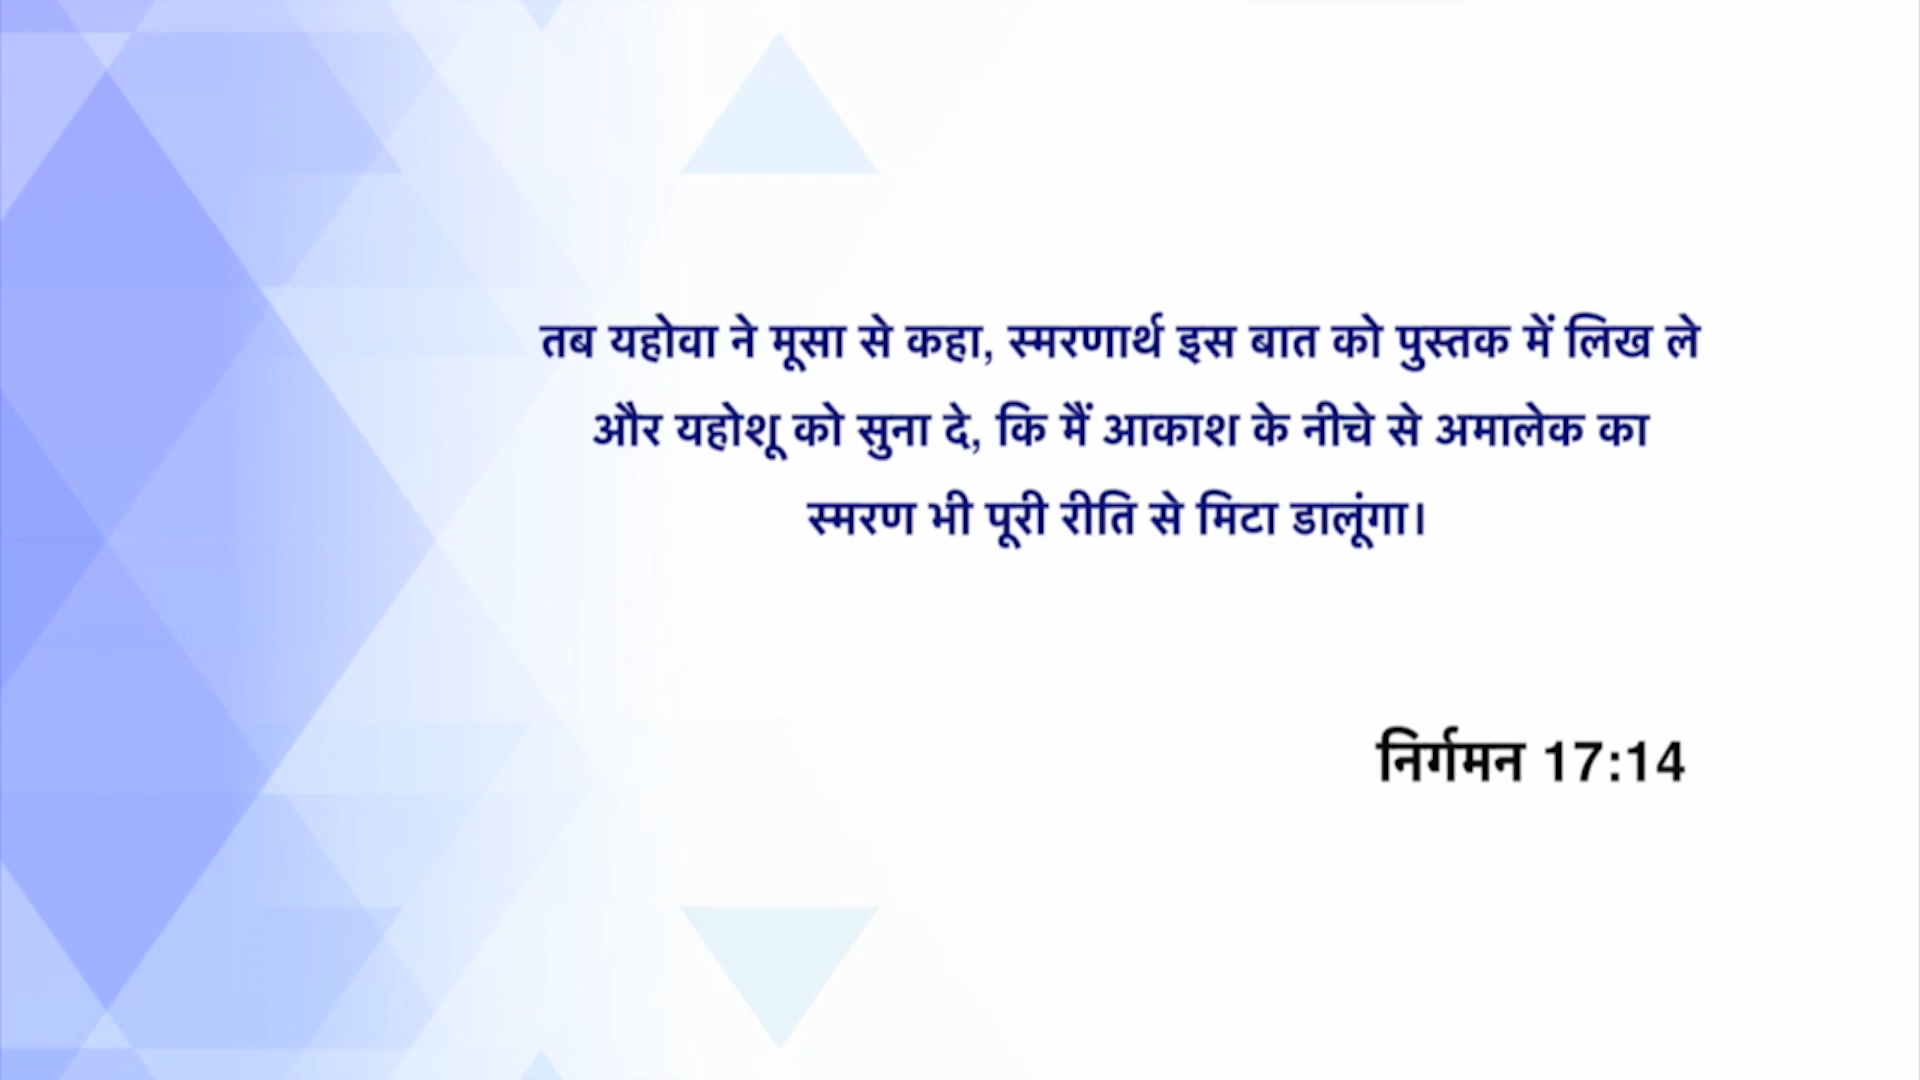 तब यहोवा ने मूसा से कहा, स्मरणार्थ इस बात को पुस्तक में लिख ले
और यहोशू को सुना दे, कि मैं आकाश के नीचे से अमालेक का
स्मरण भी पूरी रीति से मिटा डालूंगा।
निर्गमन 17:14